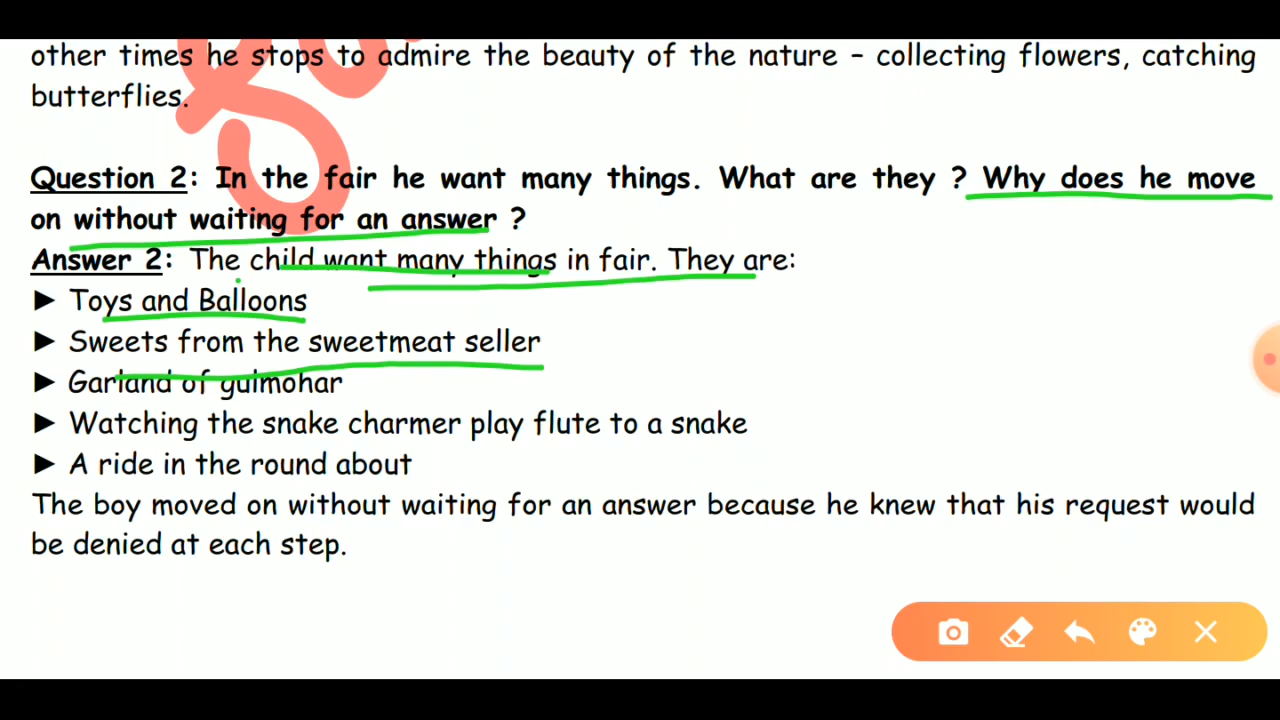 other times he stops to admire the beauty of the nature – collecting flowers, catching
butterflies.
Question 2: In the fair he want many things. What are they ? Why does he move
on without waiting for an answer ?
Answer 2: The child want many things in fair. They are:
► Toys and Balloons
► Sweets from the sweetmeat seller
► Garland of gulmohar
► Watching the snake charmer play flute to a snake
► A ride in the round about
The boy moved on without waiting for an answer because he knew that his request would
be denied at each step.